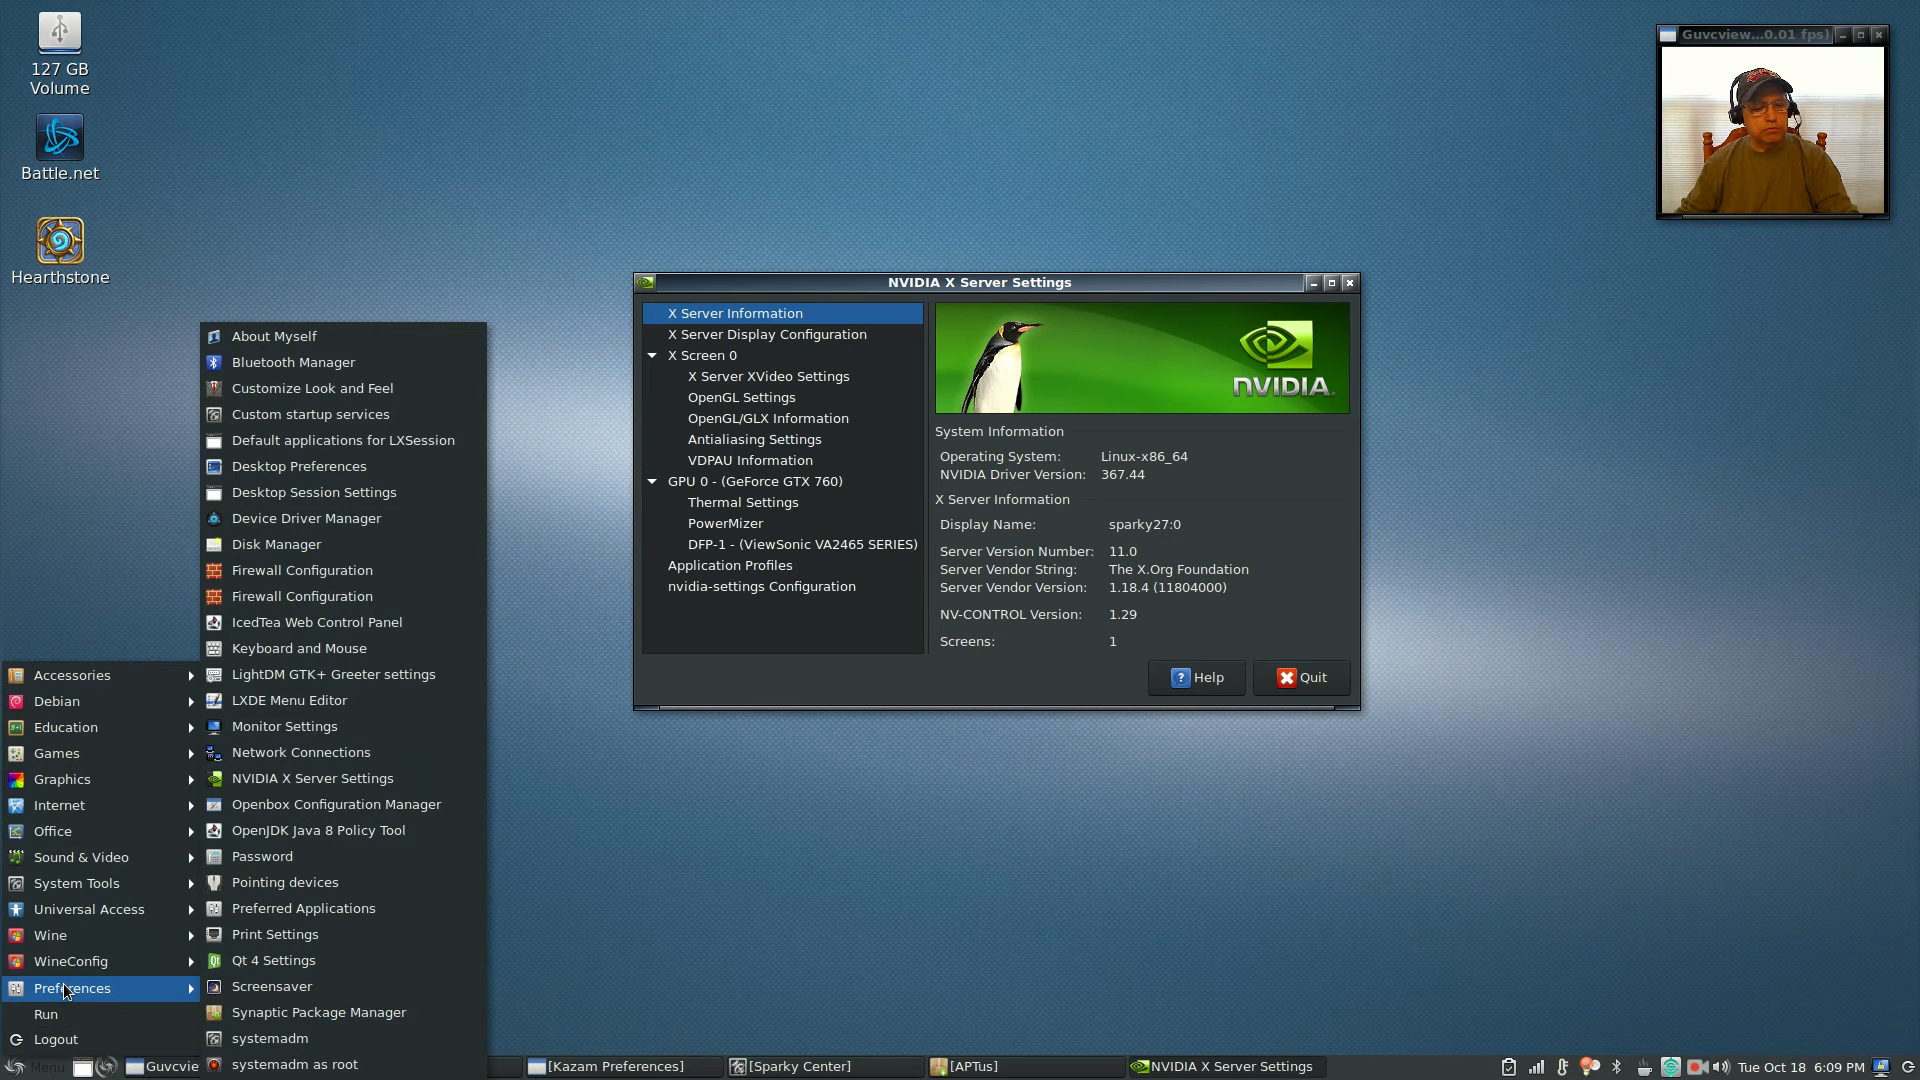 127 GB
Volume
Battle.net
Hearthstone
Guvcview...0.01 fps)
NVIDIA X Server Settings
X Server Information
X Server Display Configuration
X Screen 0
X Server XVideo Settings
OpenGL Settings
OpenGL/GLX Information
Antialiasing Settings
VDPAU Information
GPU 0 - (GeForce GTX 760)
Thermal Settings
PowerMizer
DFP-1 - (ViewSonic VA2465 SERIES)
Application Profiles
nvidia-settings Configuration
NVIDIA.
System Information
Operating System: Linux-x86_64
NVIDIA Driver Version: 367.44
X Server Information
Display Name: sparky27:0
Server Version Number: 11.0
Server Vendor String: The X.Org Foundation
Server Vendor Version: 1.18.4 (11804000)
NV-CONTROL Version: 1.29
Screens: 1
Help
Quit
About Myself
Bluetooth Manager
Customize Look and Feel
Custom startup services
Default applications for LXSession
Desktop Preferences
Desktop Session Settings
Device Driver Manager
Disk Manager
Firewall Configuration
Firewall Configuration
IcedTea Web Control Panel
Keyboard and Mouse
LightDM GTK+ Greeter settings
LXDE Menu Editor
Monitor Settings
Network Connections
NVIDIA X Server Settings
Openbox Configuration Manager
OpenJDK Java 8 Policy Tool
Password
Pointing devices
Preferred Applications
Print Settings
Qt 4 Settings
Screensaver
Synaptic Package Manager
systemadm
systemadm as root
Accessories
Debian
Education
Games
Graphics
Internet
Office
Sound & Video
System Tools
Universal Access
Wine
WineConfig
Preferences
Run
Logout
Menu
Guvcvie
[Kazam Preferences]
[Sparky Center]
[APTus]
NVIDIA X Server Settings
Tue Oct 18 6:09 PM